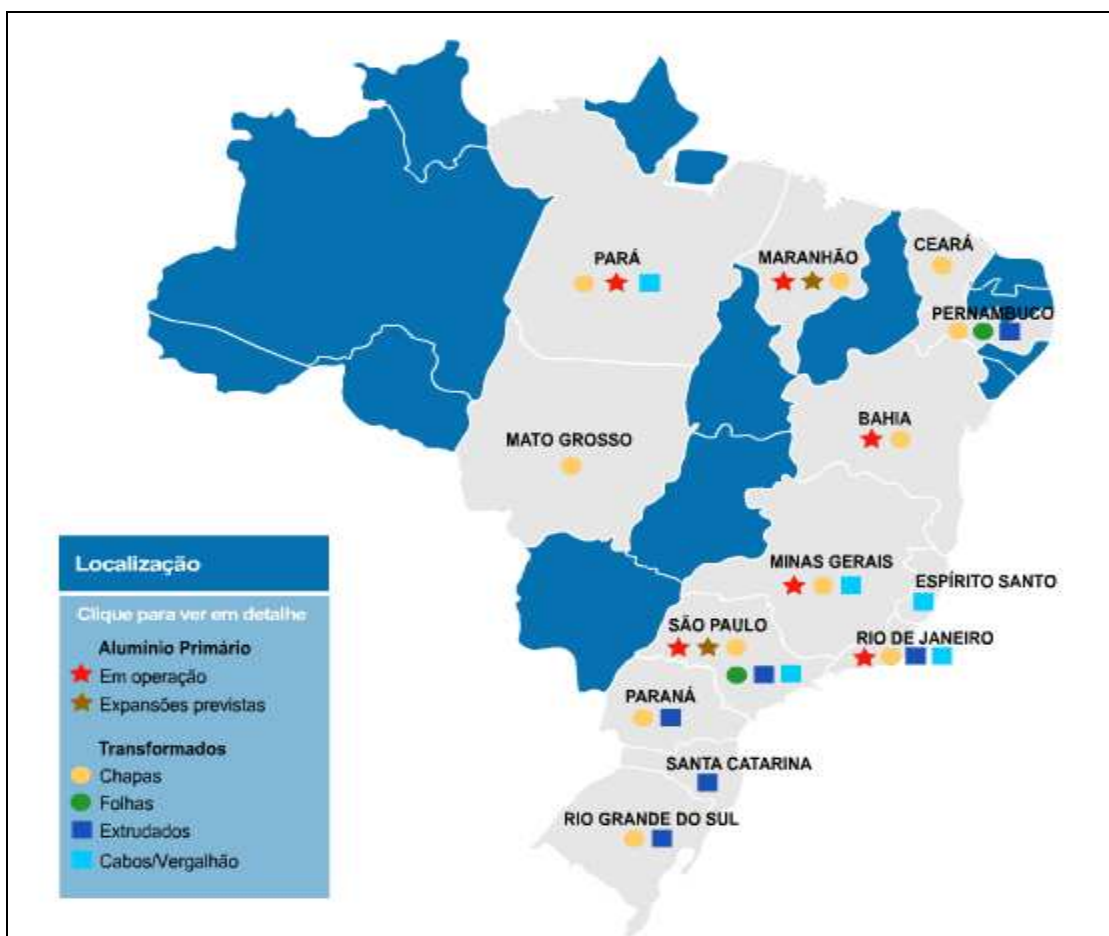 CEARÁ
PARÁ
MARANHÃO
PERNAMBUCO
BAHIA
MATO GROSSO
MINAS GERAIS
ESPÍRITO SANTO
SÃO PAULO
RIO DE JANEIRO
PARANÁ
SANTA CATARINA
RIO GRANDE DO SUL
Localização
Clique para ver em detalhe
Alumínio Primário
Em operação
Expansões previstas
Transformados
Chapas
Folhas
Extrudados
Cabos/Vergalhão